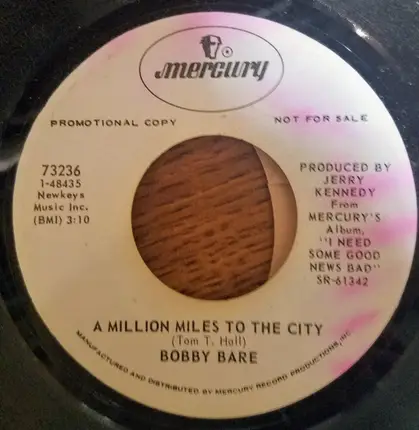 mercury
PROMOTIONAL COPY
NOT FOR SALE
73236
1-48435
Newkeys
Music Inc.
(BMI) 3:10
PRODUCED BY
JERRY
KENNEDY
From
MERCURY'S
Album,
"I NEED
SOME GOOD
NEWS BAD"
SR-61342
A MILLION MILES TO THE CITY
(Tom T. Hall)
BOBBY BARE
MANUFACTURED AND DISTRIBUTED BY MERCURY RECORD PRODUCTIONS, INC.